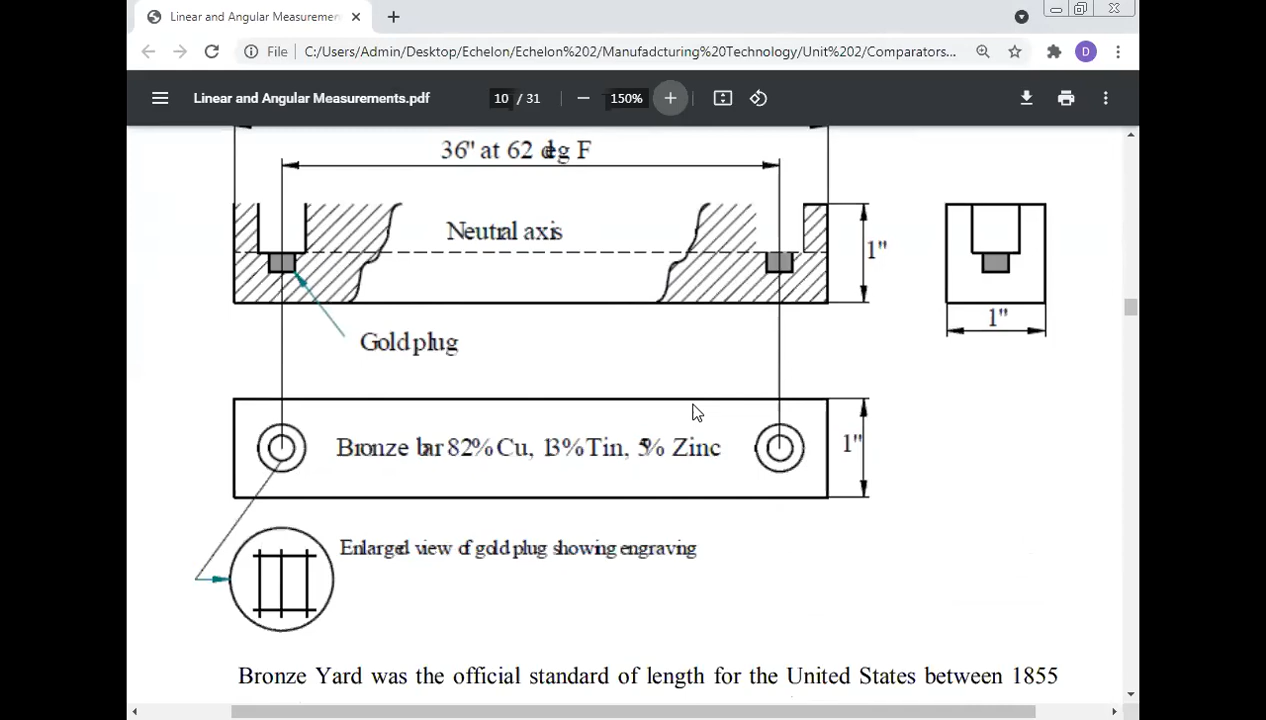 Linear and Angular Measuremen
File C:/Users/Admin/Desktop/Echelon/Echelon%202/Manufadcturing%20Technology/Unit%202/Comparators...
D
Linear and Angular Measurements.pdf
10 / 31
150%
36" at 62 deg F
Neutral axis
1"
1"
Gold plug
Bronze bar 82% Cu, 13% Tin, 5% Zinc
1"
Enlarged view of gold plug showing engraving
Bronze Yard was the official standard of length for the United States between 1855